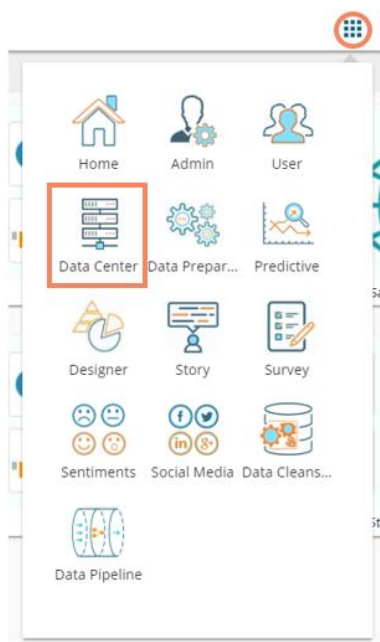 Home Admin User
Data Center Data Prepar... Predictive
Designer Story Survey
Sentiments Social Media Data Cleans...
Data Pipeline